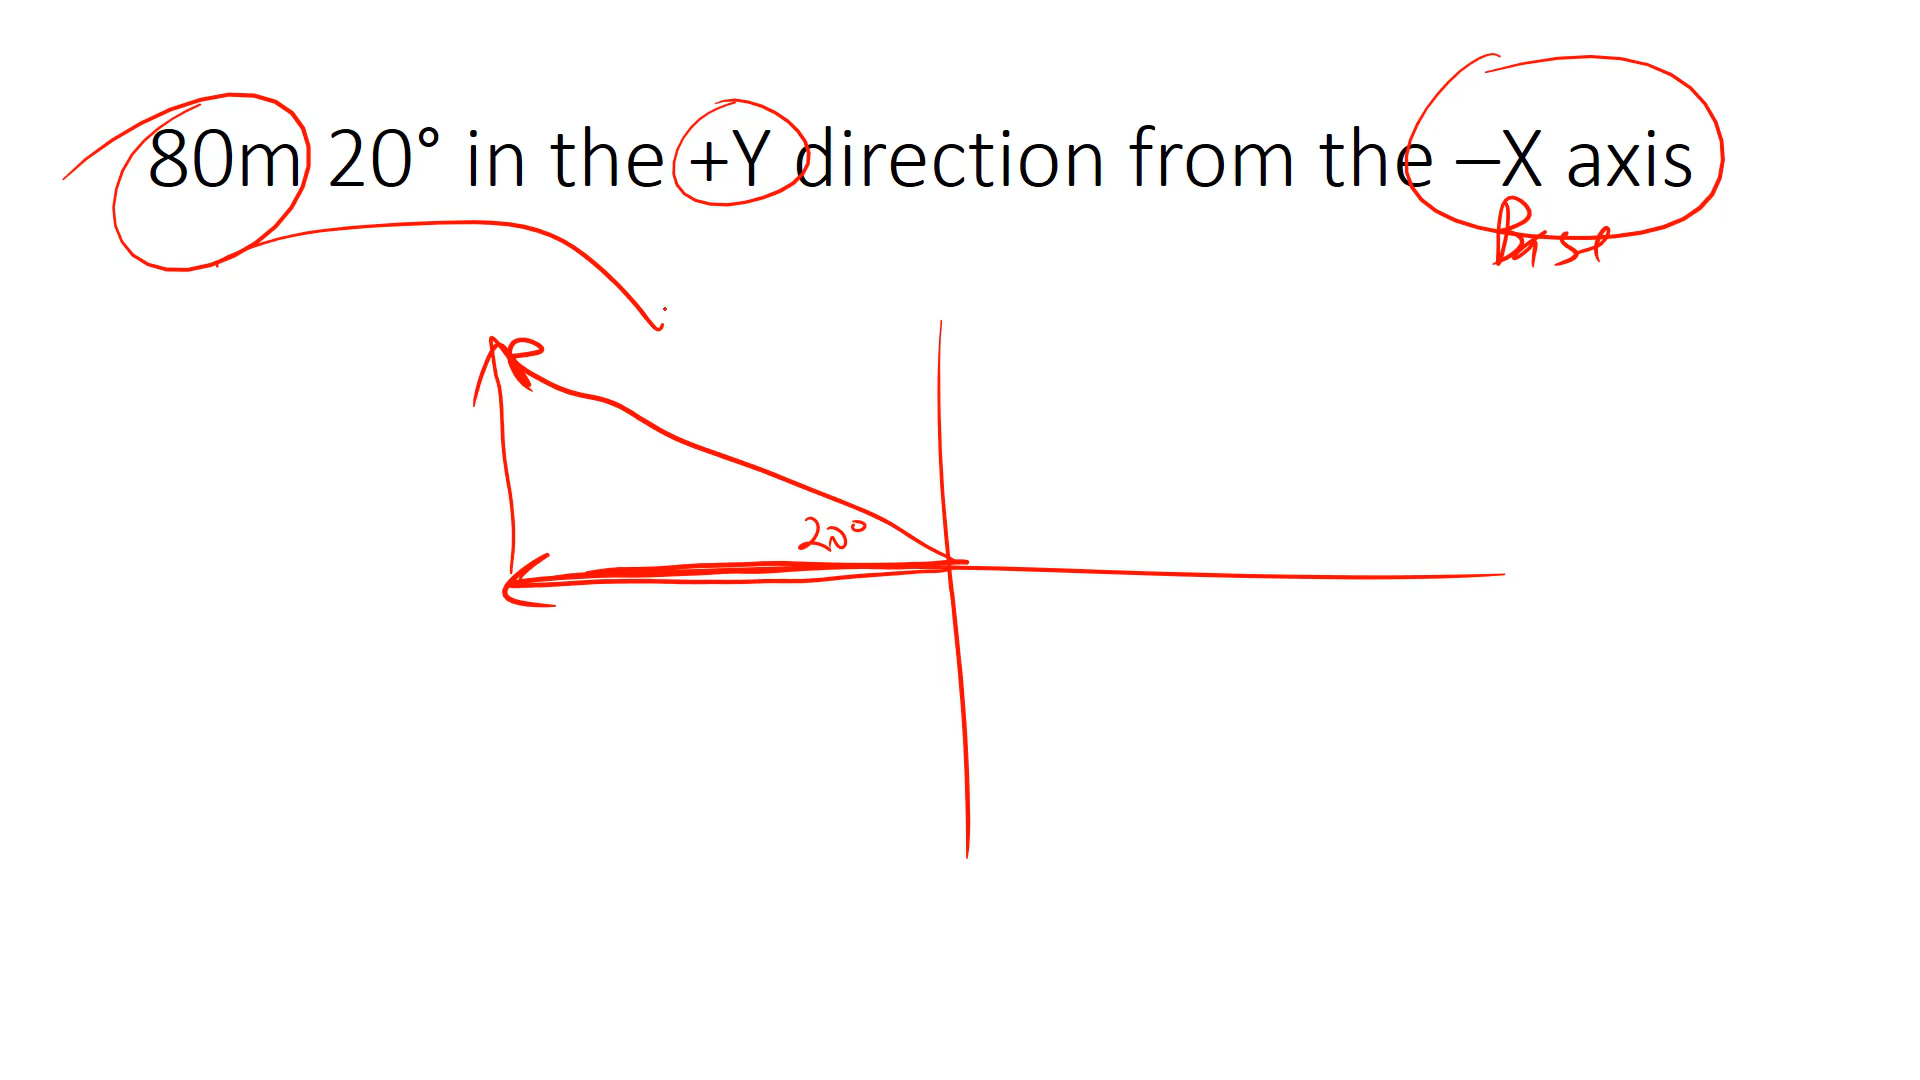 80m 20° in the +Y direction from the –X axis
Base
20°